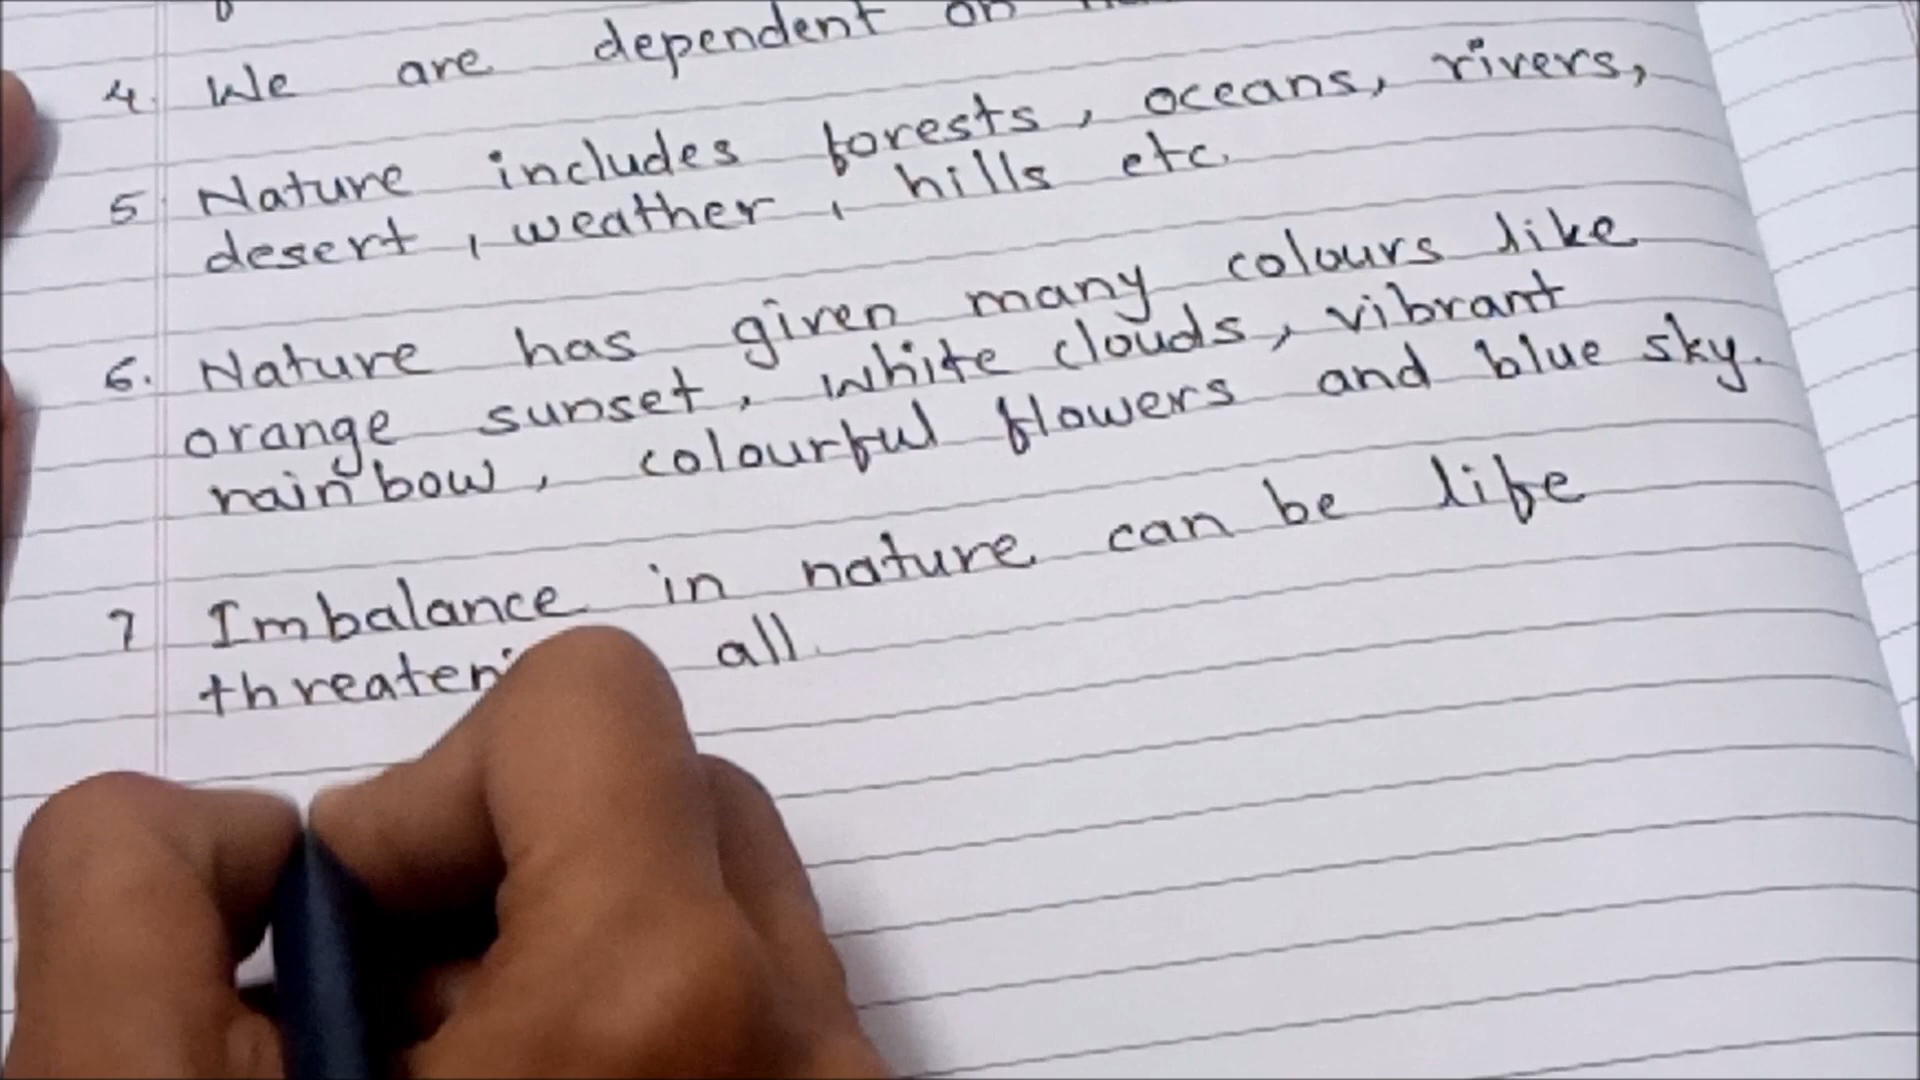 4. We are dependent on
5. Nature includes forests, oceans, rivers,
desert, weather, hills etc.
6. Nature has given many colours like
orange sunset, white clouds, vibrant
rainbow, colourful flowers and blue sky.
7 Imbalance in nature can be life
all.